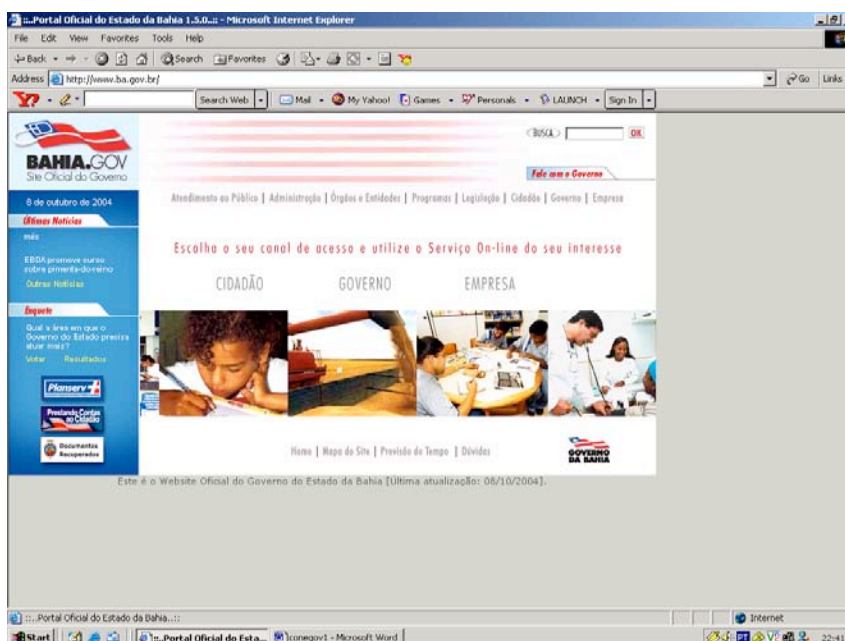 ::..Portal Oficial do Estado da Bahia 1.5.0..:: - Microsoft Internet Explorer
File Edit View Favorites Tools Help
Back Search Favorites
Address http://www.ba.gov.br/ Go Links
Y! Search Web Mail My Yahoo! Games Personals LAUNCH Sign In
BAHIA.GOV
Site Oficial do Governo
BUSCA OK
Fale com o Governo
8 de outubro de 2004
Atendimento ao Público | Administração | Órgãos e Entidades | Programas | Legislação | Cidadão | Governo | Empresa
Últimas Notícias
mês
EBDA promove curso
sobre pimenta-do-reino
Outras Notícias
Escolha o seu canal de acesso e utilize o Serviço On-line do seu interesse
CIDADÃO GOVERNO EMPRESA
Enquete
Qual a área em que o
Governo do Estado precisa
atuar mais?
Votar Resultados
Planserv
Prestando Contas
ao Cidadão
Documentos
Recuperados
Home | Mapa do Site | Previsão do Tempo | Dúvidas
GOVERNO
DA BAHIA
Este é o Website Oficial do Governo do Estado da Bahia [Última atualização: 08/10/2004].
::..Portal Oficial do Estado da Bahia..:: Internet
Start ::..Portal Oficial do Esta... conegov1 - Microsoft Word PT 22:41